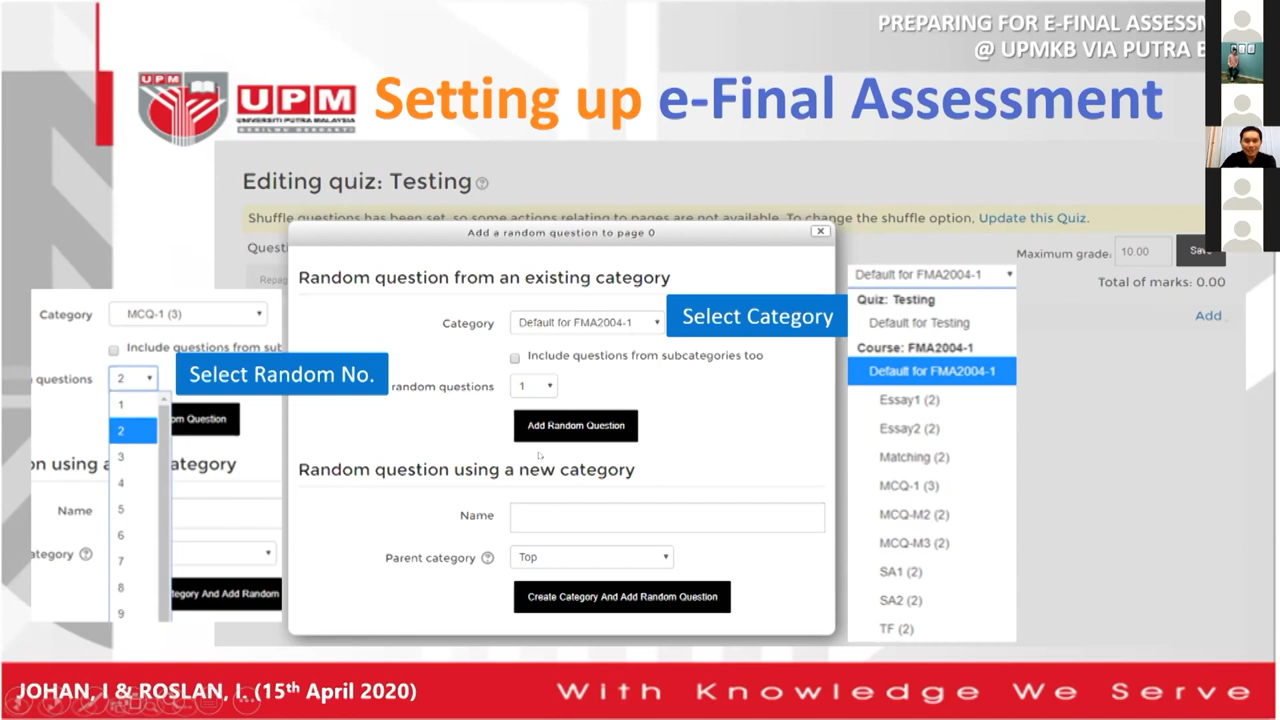 PREPARING FOR E-FINAL
@ UPMKB VIA PUTRA
UPM
UPM
UNIVERSITI PUTRA MALAYSIA
BERILMU BERBAKTI
Setting up e-Final Assessment
Editing quiz: Testing
Shuffle questions has been set, so some actions relating to pages are not available. To change the shuffle option, Update this Quiz.
Maximum grade: 10.00
Total of marks: 0.00
Add
Add a random question to page 0
Random question from an existing category
Category Default for FMA2004-1
Include questions from subcategories too
random questions 1
Add Random Question
Random question using a new category
Name
Parent category Top
Create Category And Add Random Question
Category MCQ-1 (3)
Include questions from
questions 2
1
2
3
4
5
6
7
8
9
Question
using a
Name
And Add Random
Select Random No.
Select Category
Default for FMA2004-1
Quiz: Testing
Default for Testing
Course: FMA2004-1
Default for FMA2004-1
Essay1 (2)
Essay2 (2)
Matching (2)
MCQ-1 (3)
MCQ-M2 (2)
MCQ-M3 (2)
SA1 (2)
SA2 (2)
TF (2)
JOHAN, I & ROSLAN, I. (15th April 2020)
With Knowledge We Serve